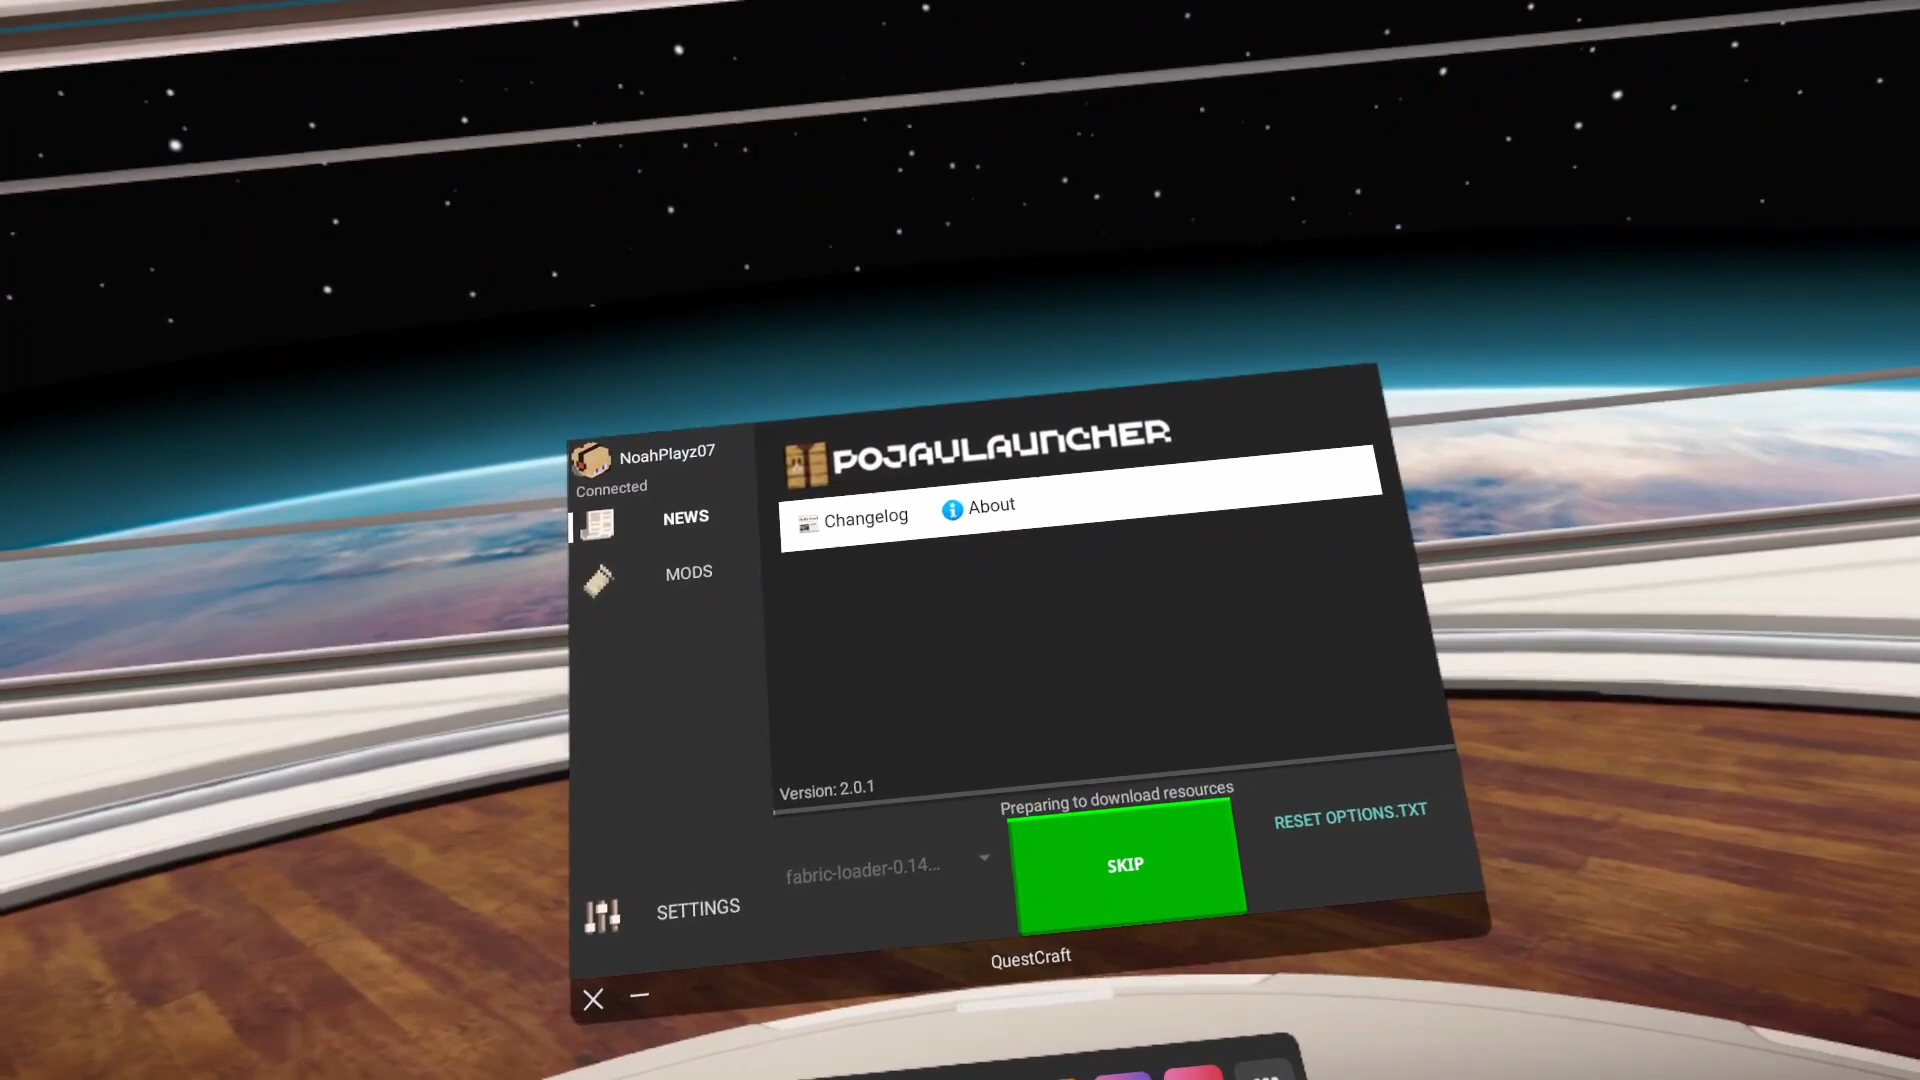 NoahPlayz07
Connected
NEWS
MODS
SETTINGS
POJAVLAUNCHER
Changelog
About
Version: 2.0.1
Preparing to download resources
fabric-loader-0.14...
SKIP
RESET OPTIONS.TXT
QuestCraft